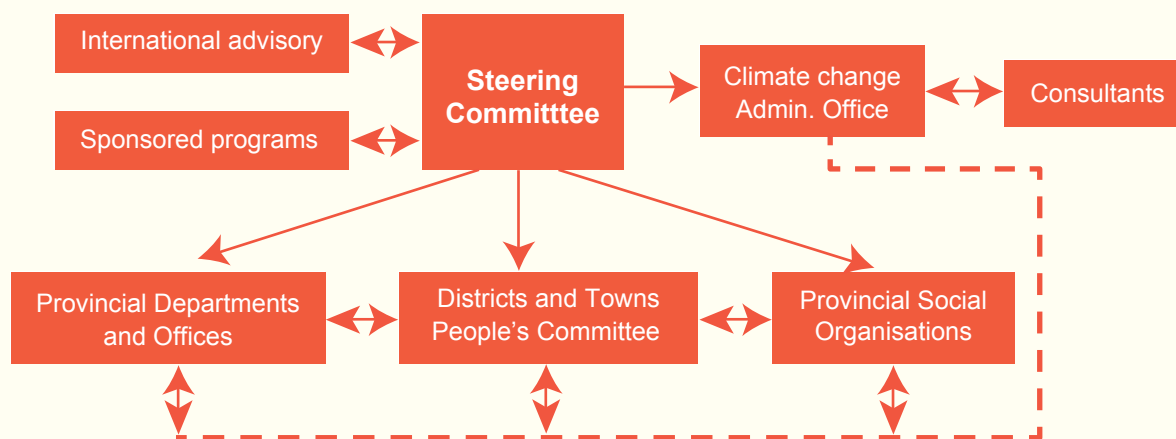 International advisory
Sponsored programs
Steering
Committtee
Climate change
Admin. Office
Consultants
Provincial Departments
and Offices
Districts and Towns
People’s Committee
Provincial Social
Organisations